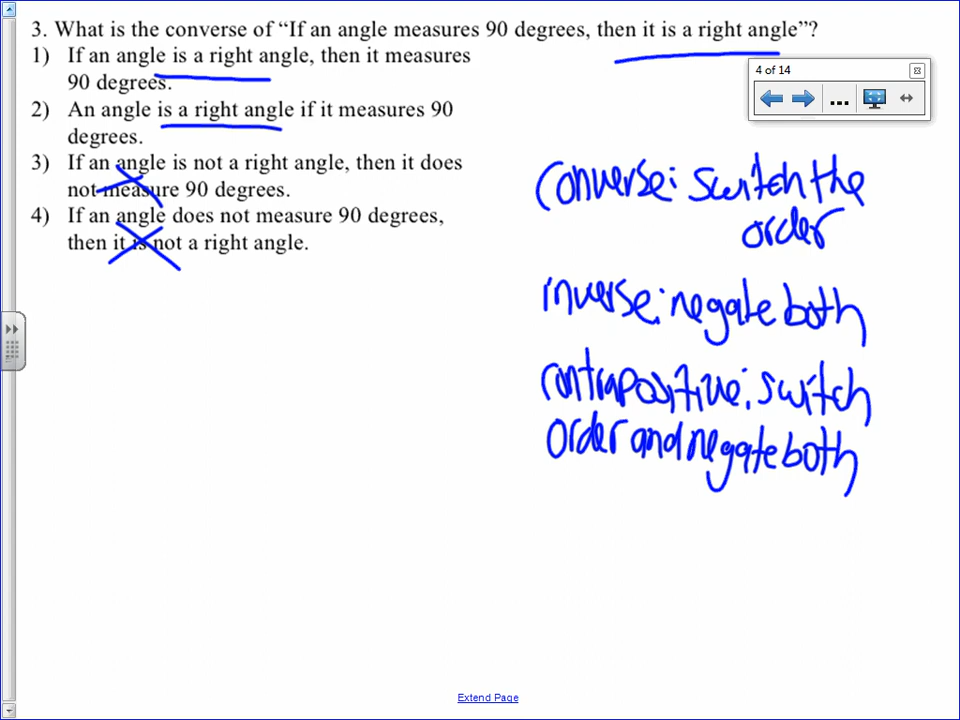 3. What is the converse of “If an angle measures 90 degrees, then it is a right angle”?
1) If an angle is a right angle, then it measures
90 degrees.
2) An angle is a right angle if it measures 90
degrees.
3) If an angle is not a right angle, then it does
not measure 90 degrees.
4) If an angle does not measure 90 degrees,
then it is not a right angle.
4 of 14
...
converse: switch the
order
inverse: negate both
contrapositive: switch
order and negate both
Extend Page